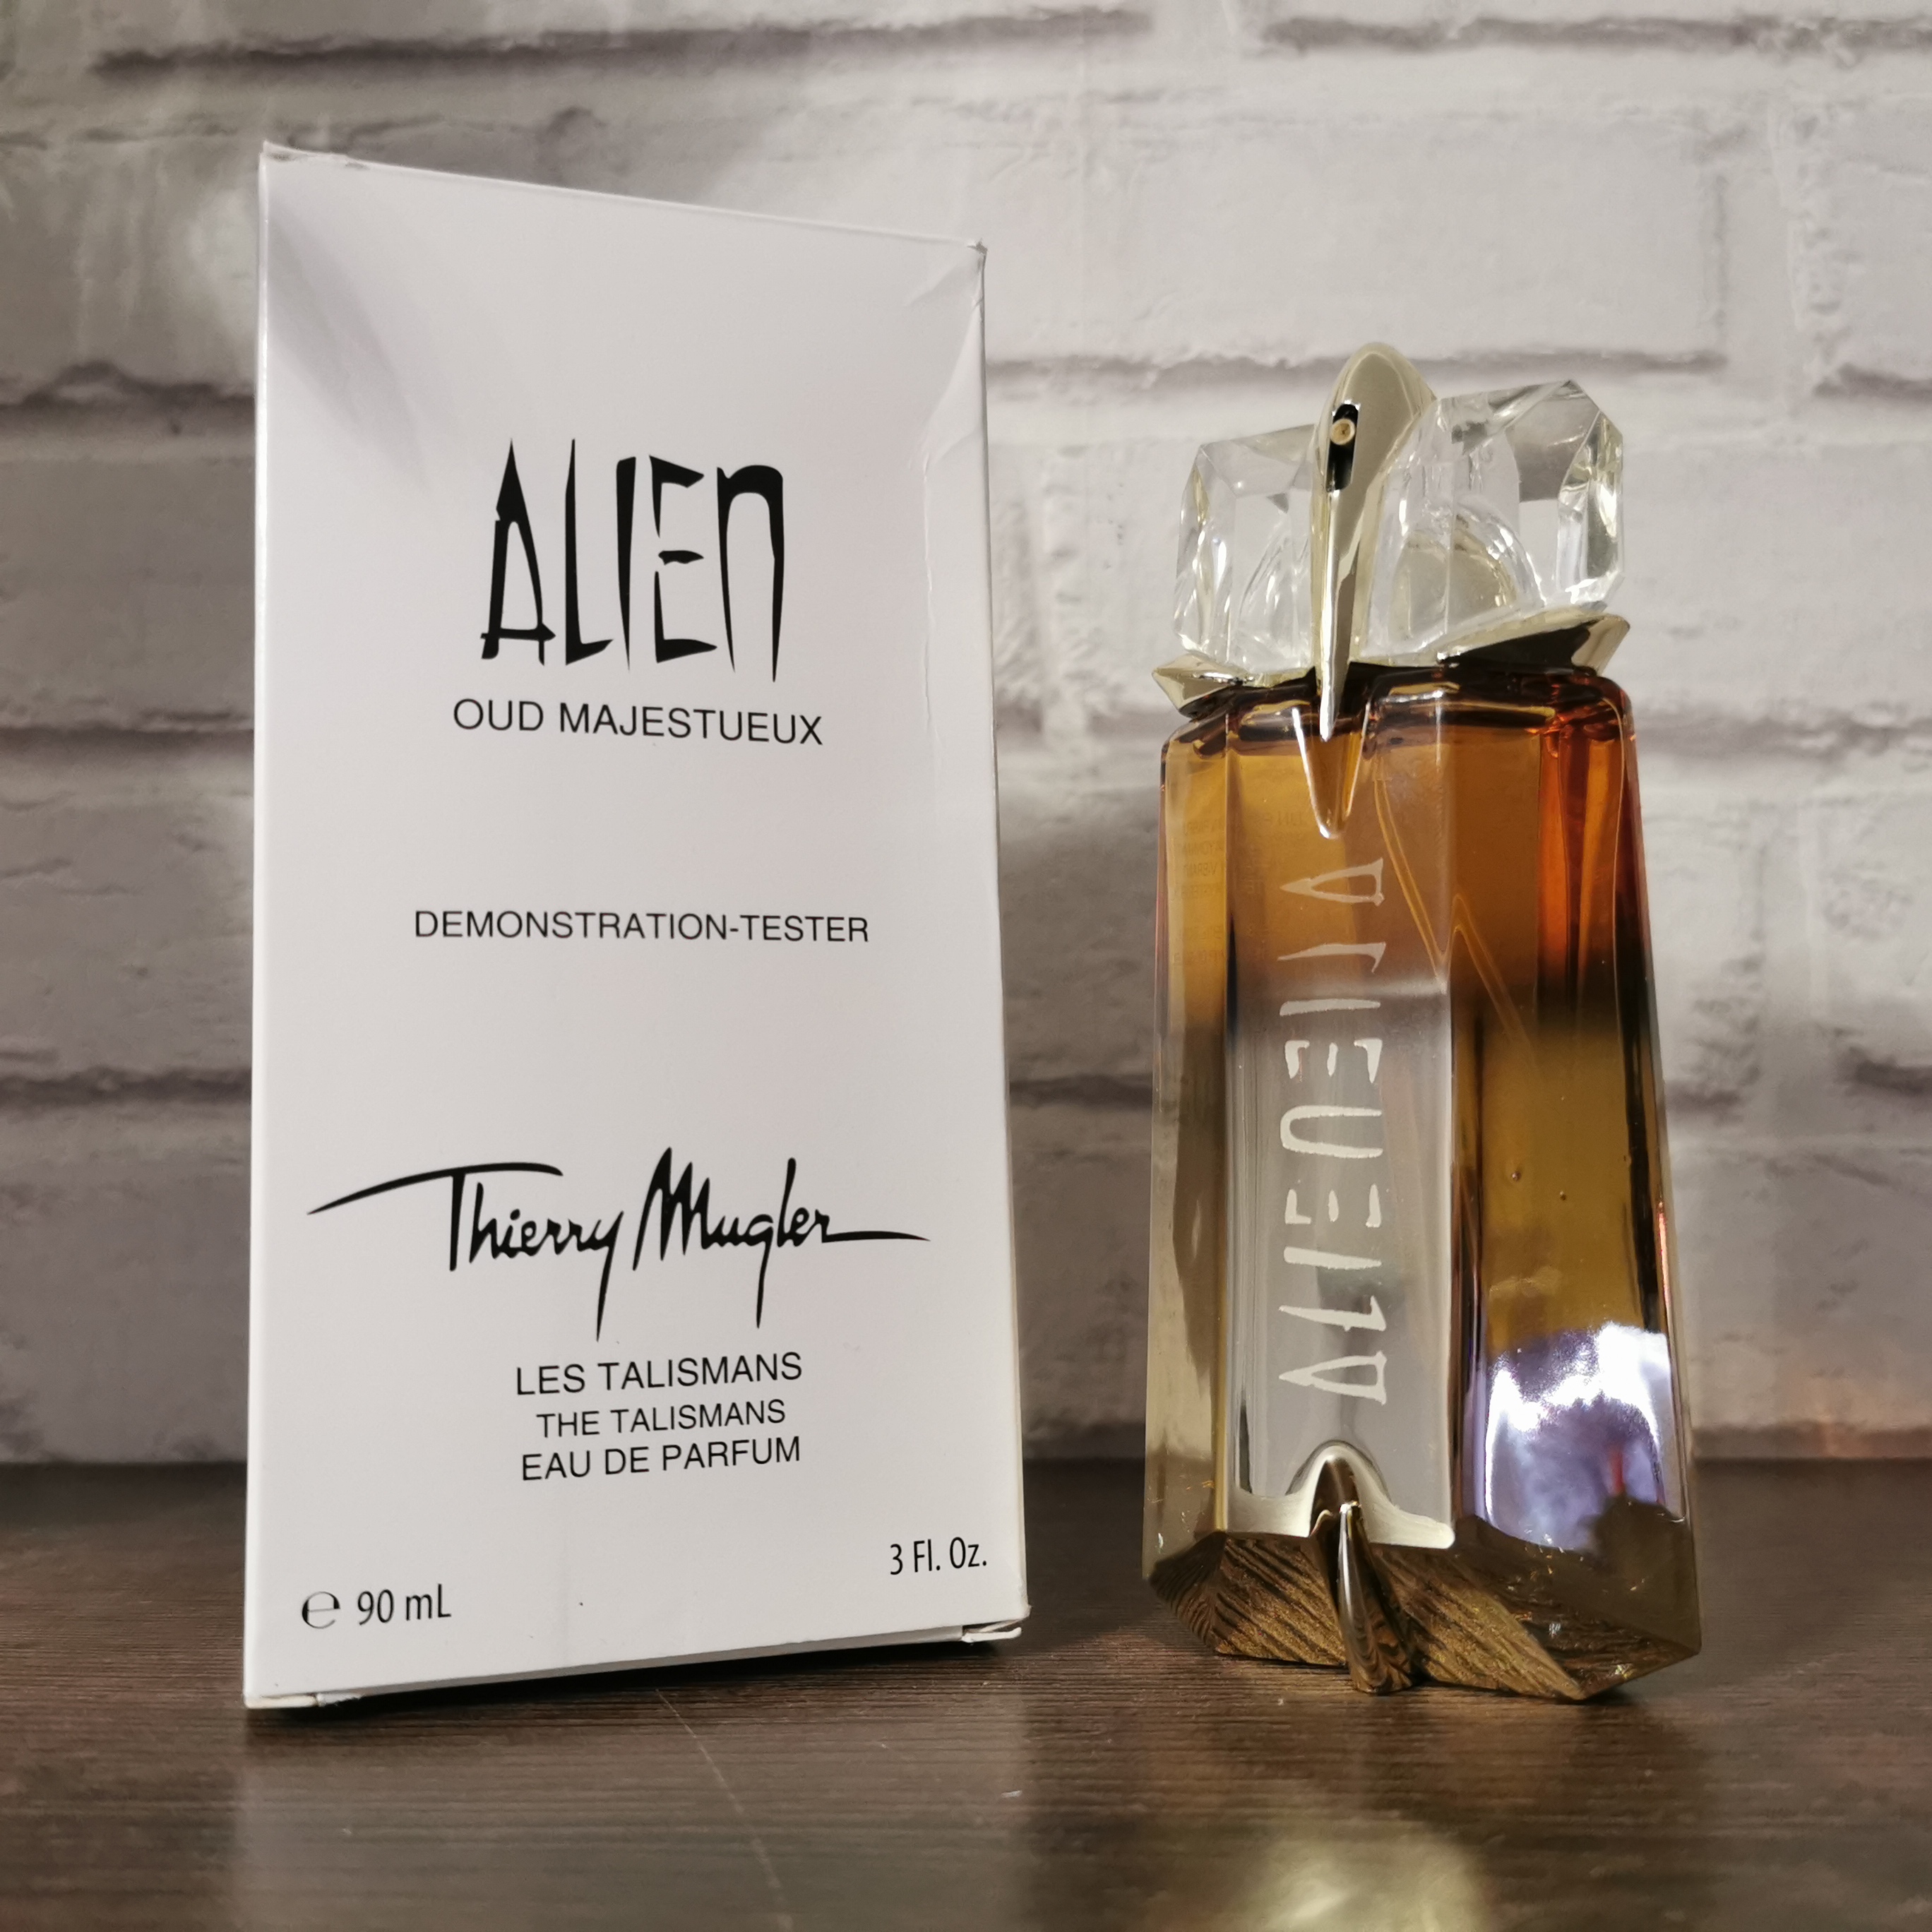 ALIEN
OUD MAJESTUEUX
DEMONSTRATION-TESTER
Thierry Mugler
LES TALISMANS
THE TALISMANS
EAU DE PARFUM
℮ 90 mL
3 Fl. Oz.
ALIENEILA